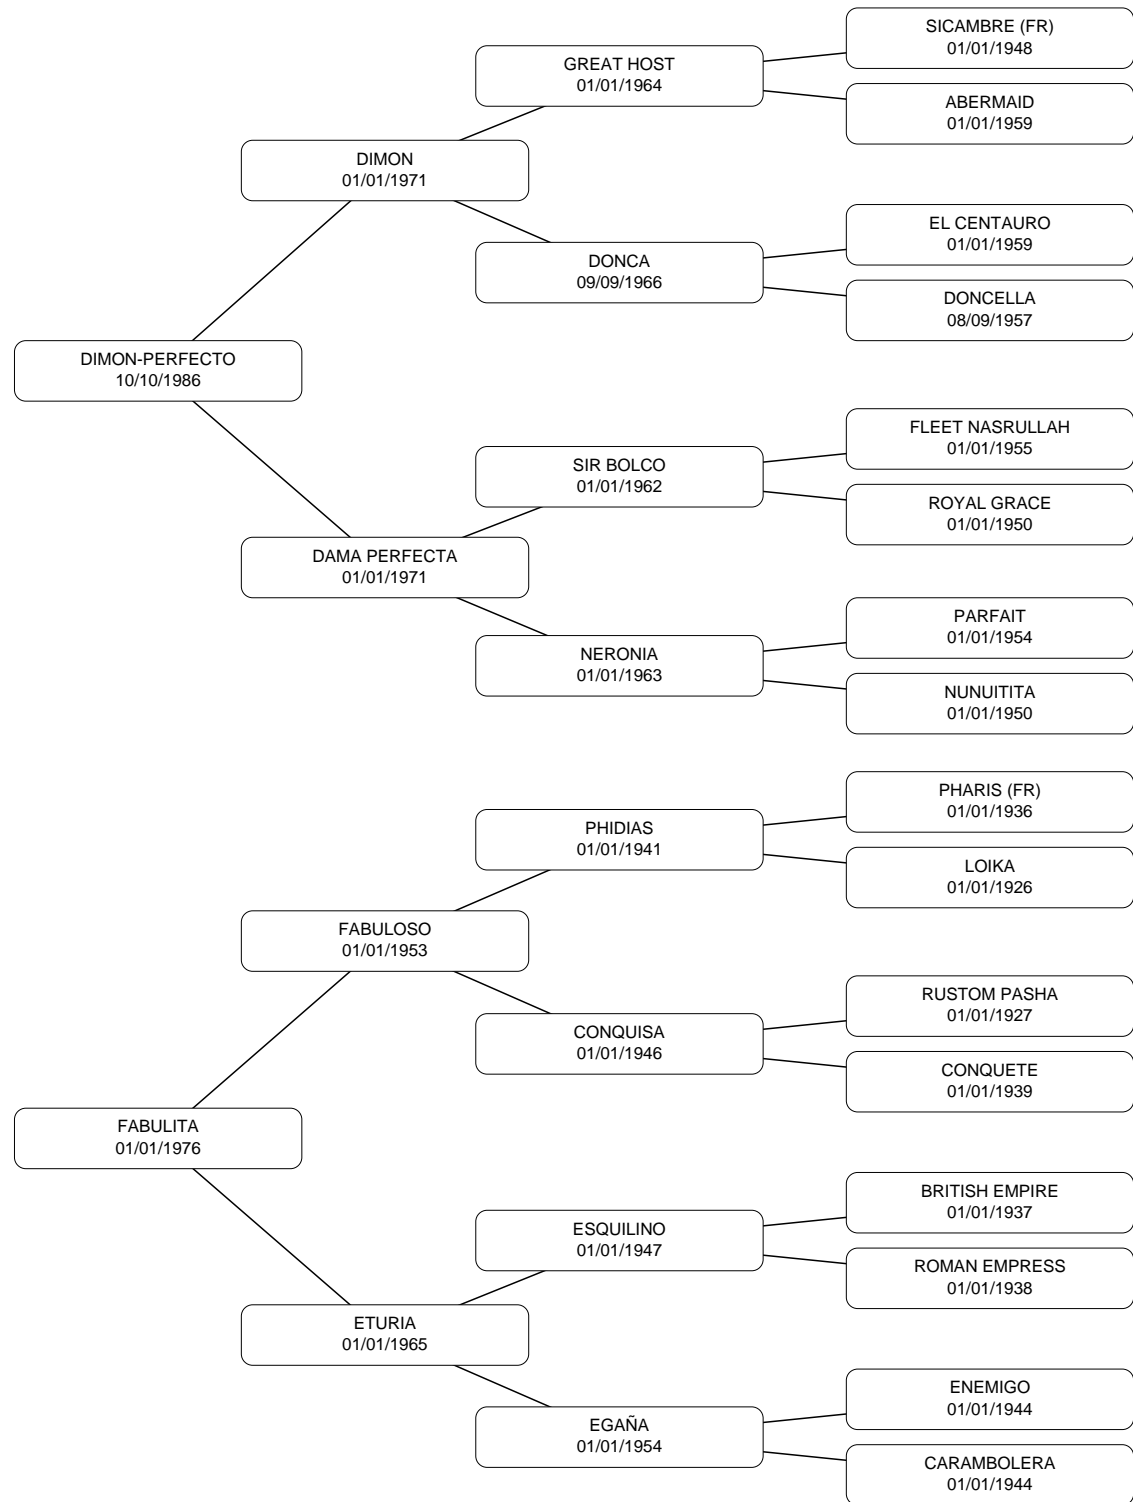 SICAMBRE (FR)
01/01/1948
GREAT HOST
01/01/1964
ABERMAID
01/01/1959
DIMON
01/01/1971
EL CENTAURO
01/01/1959
DONCA
09/09/1966
DONCELLA
08/09/1957
DIMON-PERFECTO
10/10/1986
FLEET NASRULLAH
01/01/1955
SIR BOLCO
01/01/1962
ROYAL GRACE
01/01/1950
DAMA PERFECTA
01/01/1971
PARFAIT
01/01/1954
NERONIA
01/01/1963
NUNUITITA
01/01/1950
PHARIS (FR)
01/01/1936
PHIDIAS
01/01/1941
LOIKA
01/01/1926
FABULOSO
01/01/1953
RUSTOM PASHA
01/01/1927
CONQUISA
01/01/1946
CONQUETE
01/01/1939
FABULITA
01/01/1976
BRITISH EMPIRE
01/01/1937
ESQUILINO
01/01/1947
ROMAN EMPRESS
01/01/1938
ETURIA
01/01/1965
ENEMIGO
01/01/1944
EGAÑA
01/01/1954
CARAMBOLERA
01/01/1944